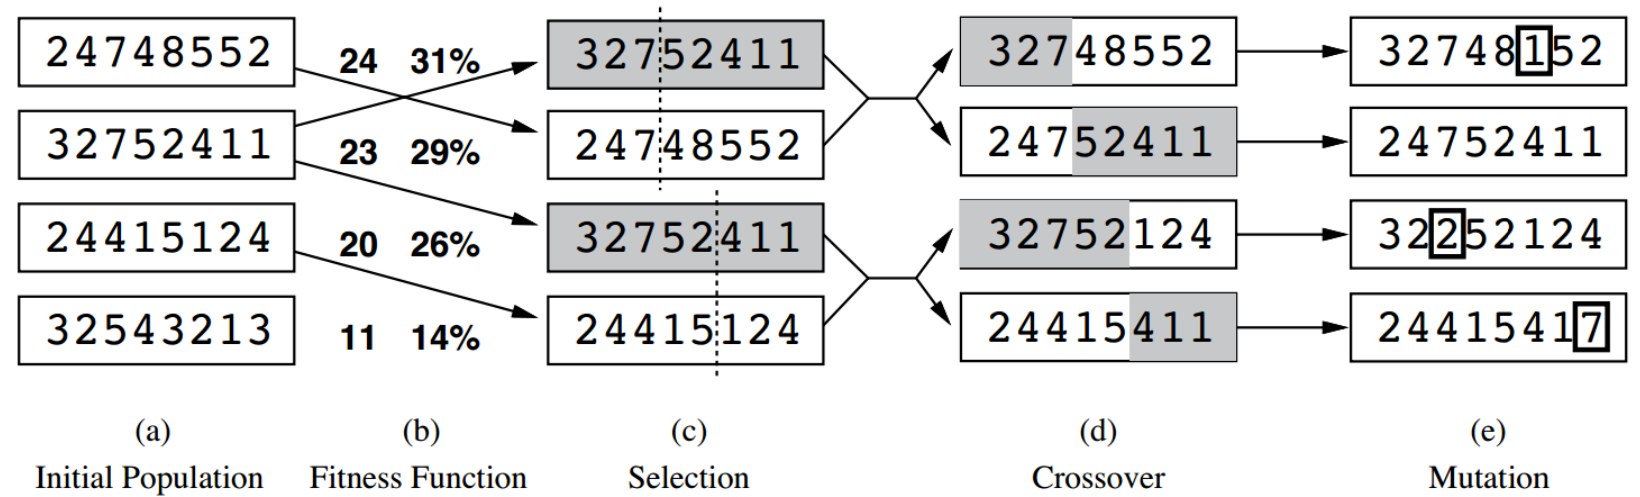 24748552 24 31% 32752411 32748552 32748152
32752411 23 29% 24748552 24752411 24752411
24415124 20 26% 32752411 32752124 32252124
32543213 11 14% 24415124 24415411 24415417
(a) (b) (c) (d) (e)
Initial Population Fitness Function Selection Crossover Mutation